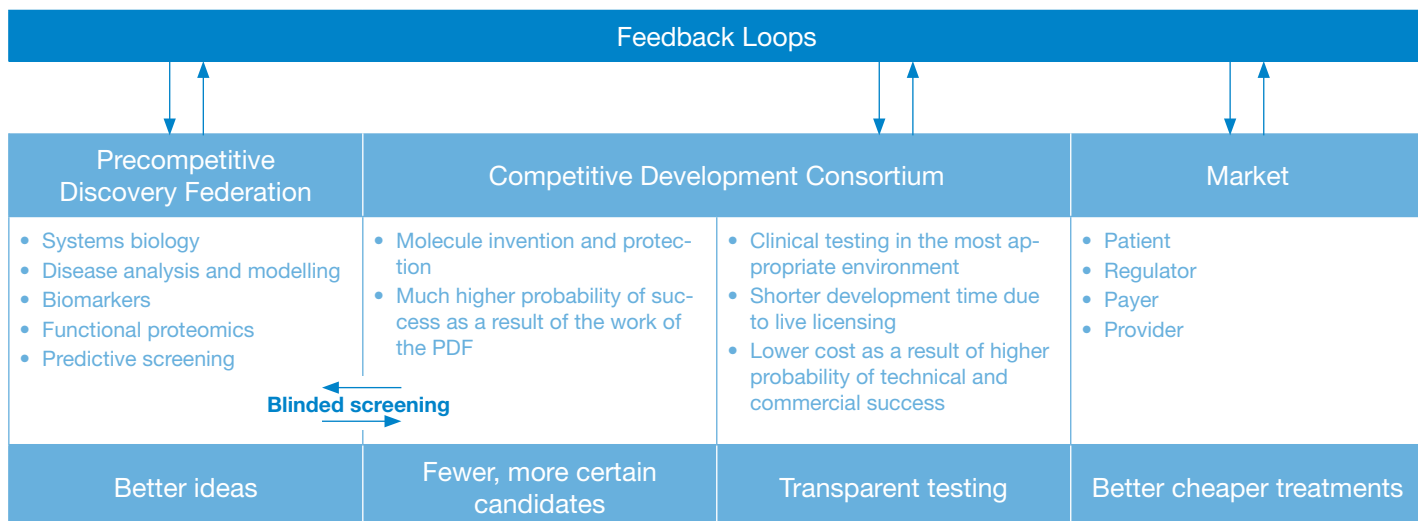 Feedback Loops
Precompetitive
Discovery Federation
Competitive Development Consortium
Market
• Systems biology
• Disease analysis and modelling
• Biomarkers
• Functional proteomics
• Predictive screening
• Molecule invention and protec-
tion
• Much higher probability of suc-
cess as a result of the work of
the PDF
• Clinical testing in the most ap-
propriate environment
• Shorter development time due
to live licensing
• Lower cost as a result of higher
probability of technical and
commercial success
• Patient
• Regulator
• Payer
• Provider
Blinded screening
Better ideas
Fewer, more certain
candidates
Transparent testing
Better cheaper treatments